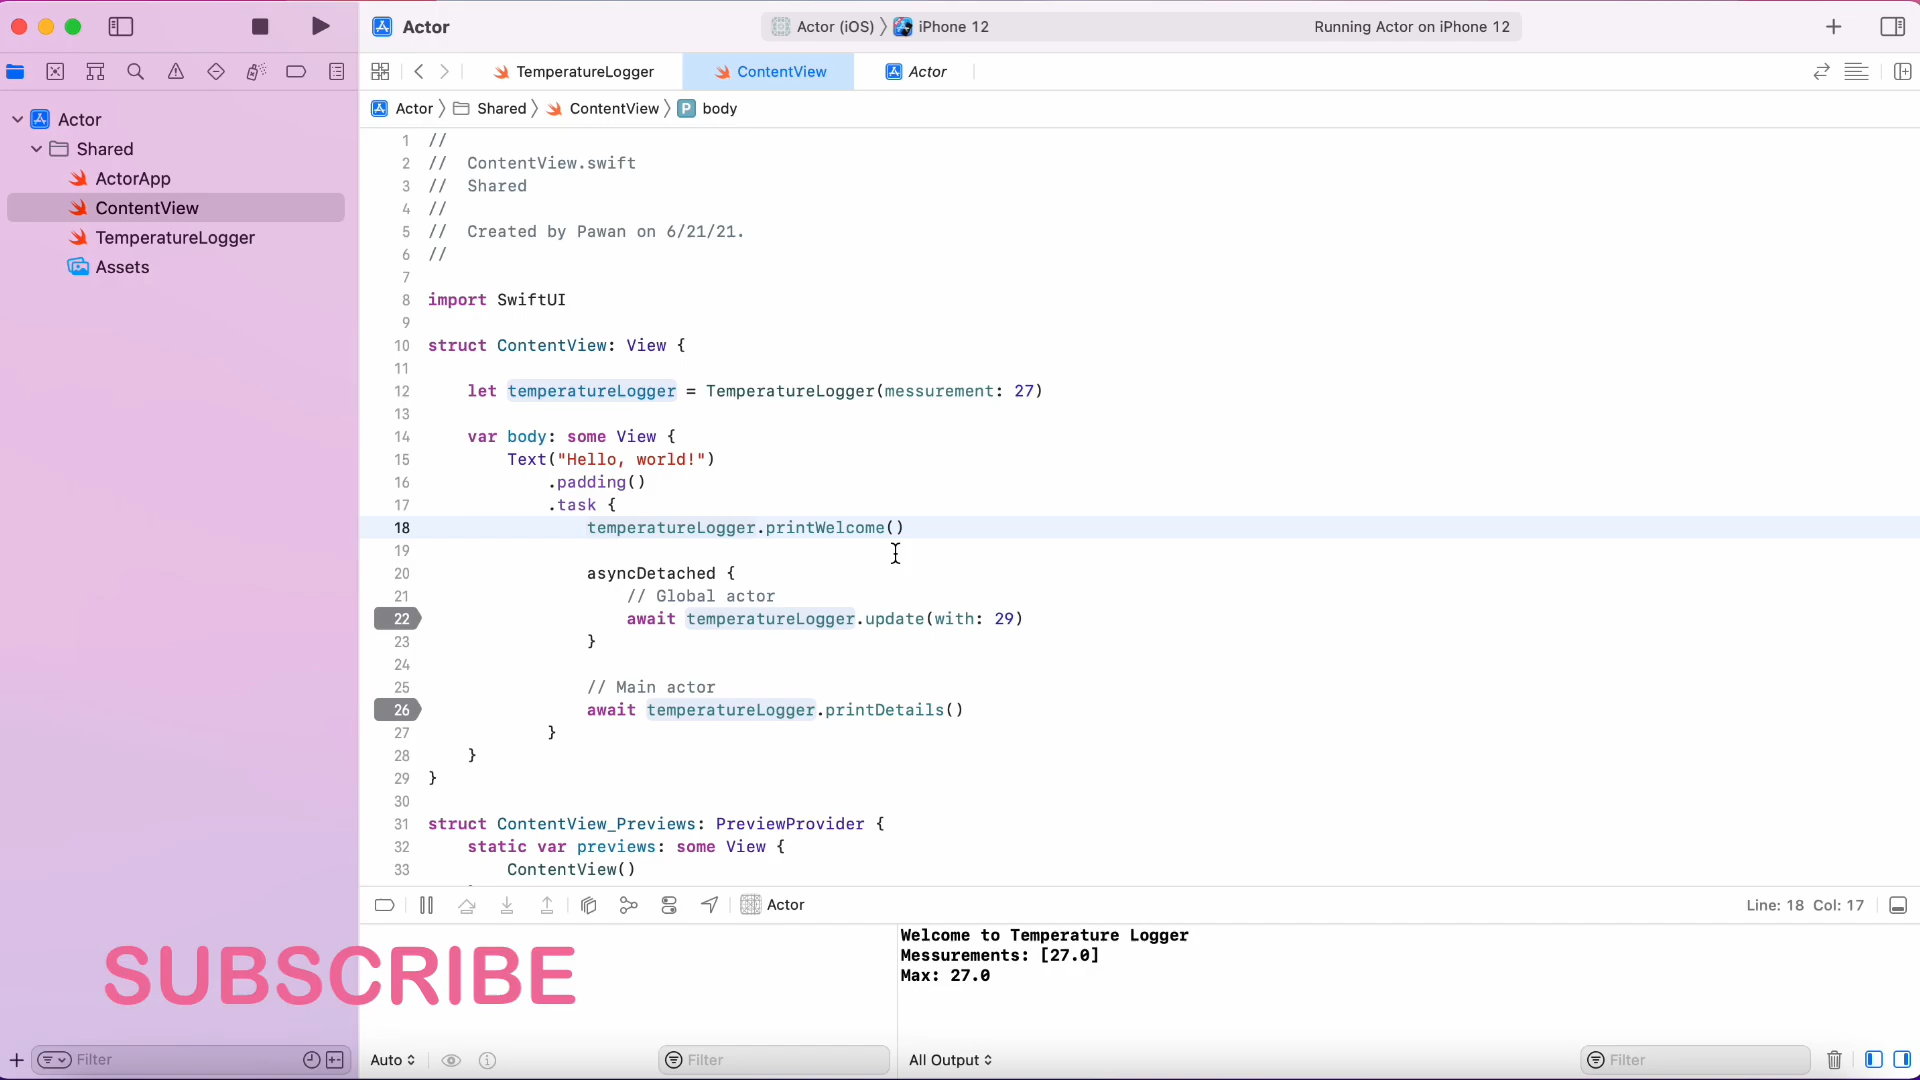 Actor
Actor (iOS) iPhone 12
Running Actor on iPhone 12
TemperatureLogger
ContentView
Actor
Actor Shared ContentView P body
Actor
Shared
ActorApp
ContentView
TemperatureLogger
Assets
1 //
2 //  ContentView.swift
3 //  Shared
4 //
5 //  Created by Pawan on 6/21/21.
6 //
7
8 import SwiftUI
9
10 struct ContentView: View {
11
12     let temperatureLogger = TemperatureLogger(messurement: 27)
13
14     var body: some View {
15         Text("Hello, world!")
16             .padding()
17             .task {
18                 temperatureLogger.printWelcome()
19
20                 asyncDetached {
21                     // Global actor
22                     await temperatureLogger.update(with: 29)
23                 }
24
25                 // Main actor
26                 await temperatureLogger.printDetails()
27             }
28     }
29 }
30
31 struct ContentView_Previews: PreviewProvider {
32     static var previews: some View {
33         ContentView()
Actor
Line: 18 Col: 17
Welcome to Temperature Logger
Messurements: [27.0]
Max: 27.0
SUBSCRIBE
Filter
Auto
Filter
All Output
Filter